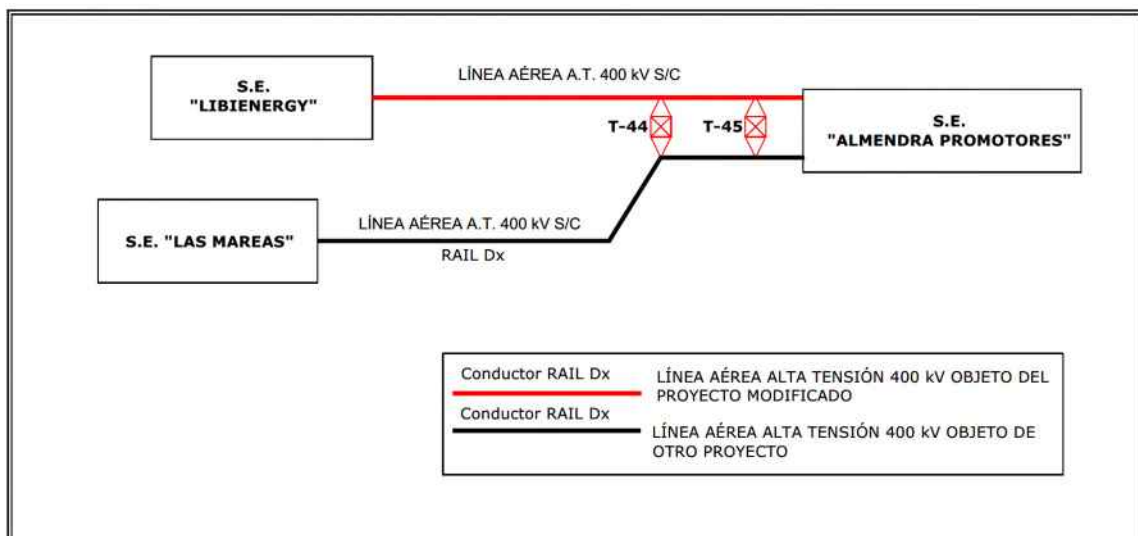 S.E.
"LIBIENERGY"
LÍNEA AÉREA A.T. 400 kV S/C
T-44
T-45
S.E.
"ALMENDRA PROMOTORES"
S.E. "LAS MAREAS"
LÍNEA AÉREA A.T. 400 kV S/C
RAIL Dx
Conductor RAIL Dx
LÍNEA AÉREA ALTA TENSIÓN 400 kV OBJETO DEL
PROYECTO MODIFICADO
Conductor RAIL Dx
LÍNEA AÉREA ALTA TENSIÓN 400 kV OBJETO DE
OTRO PROYECTO